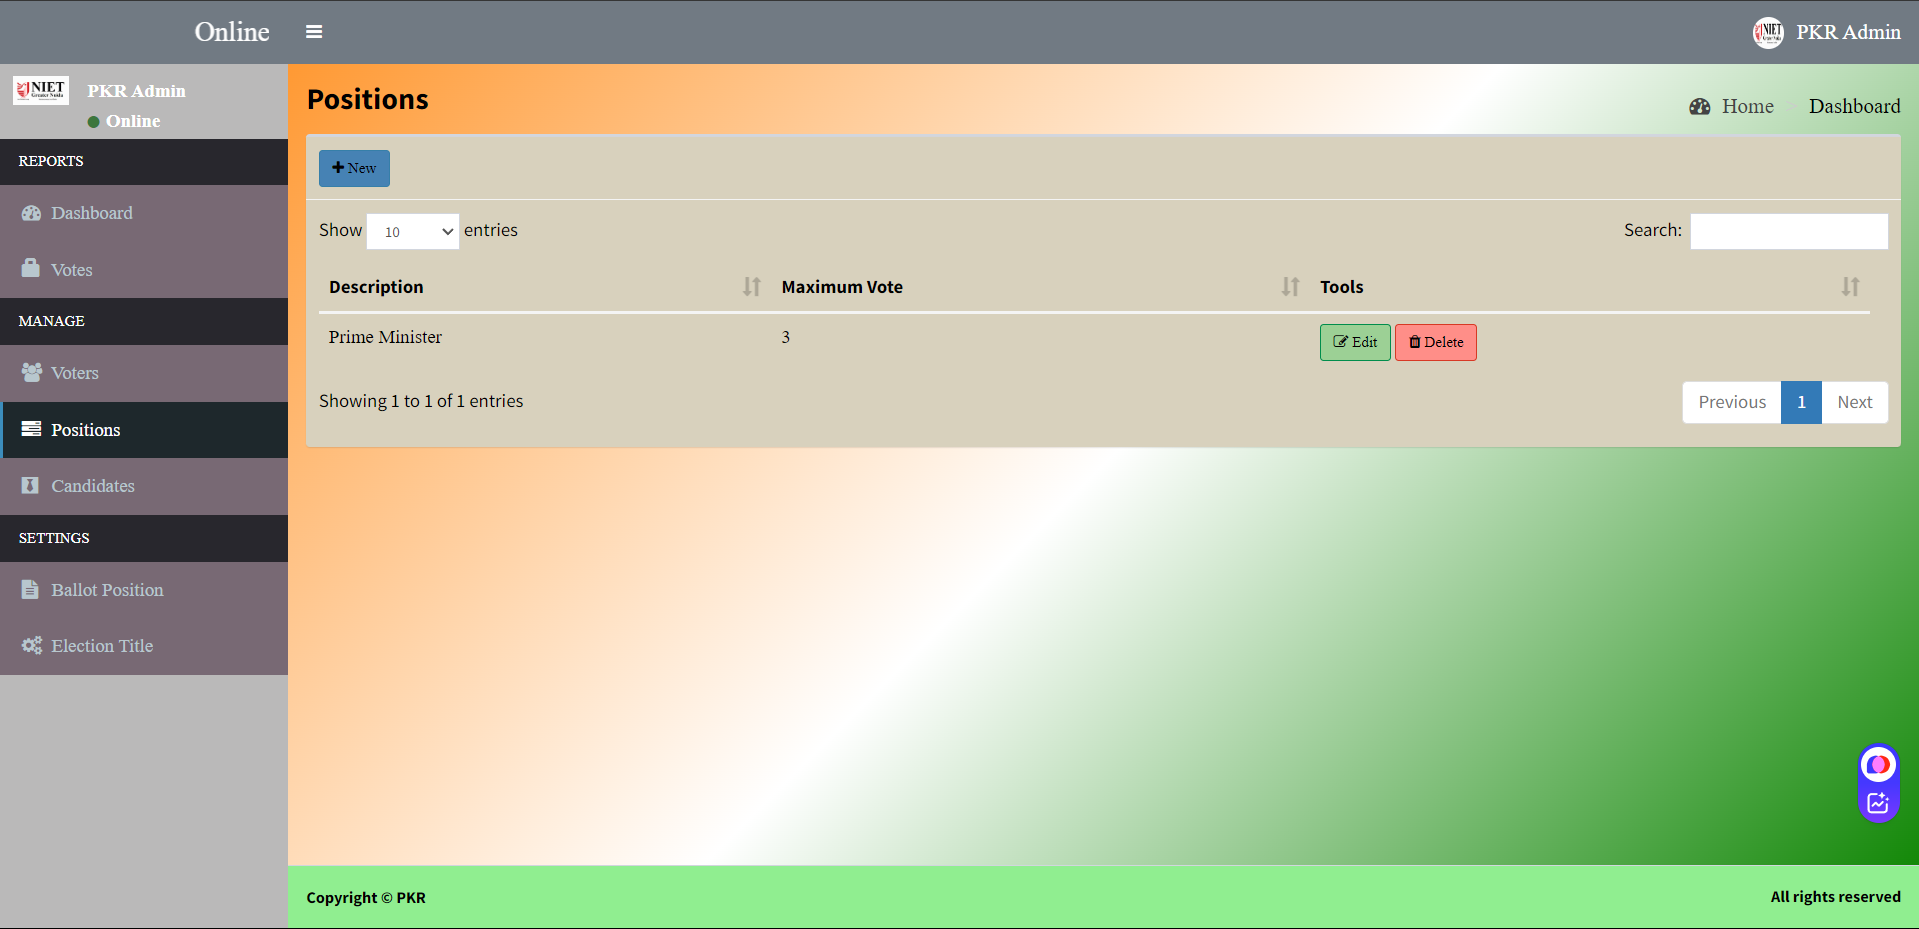 Online
PKR Admin
NIET
Greater Noida
PKR Admin
Online
REPORTS
Dashboard
Votes
MANAGE
Voters
Positions
Candidates
SETTINGS
Ballot Position
Election Title
Positions
Home Dashboard
New
Show 10 entries
Search:
Description Maximum Vote Tools
Prime Minister 3 Edit Delete
Showing 1 to 1 of 1 entries
Previous 1 Next
Copyright © PKR
All rights reserved